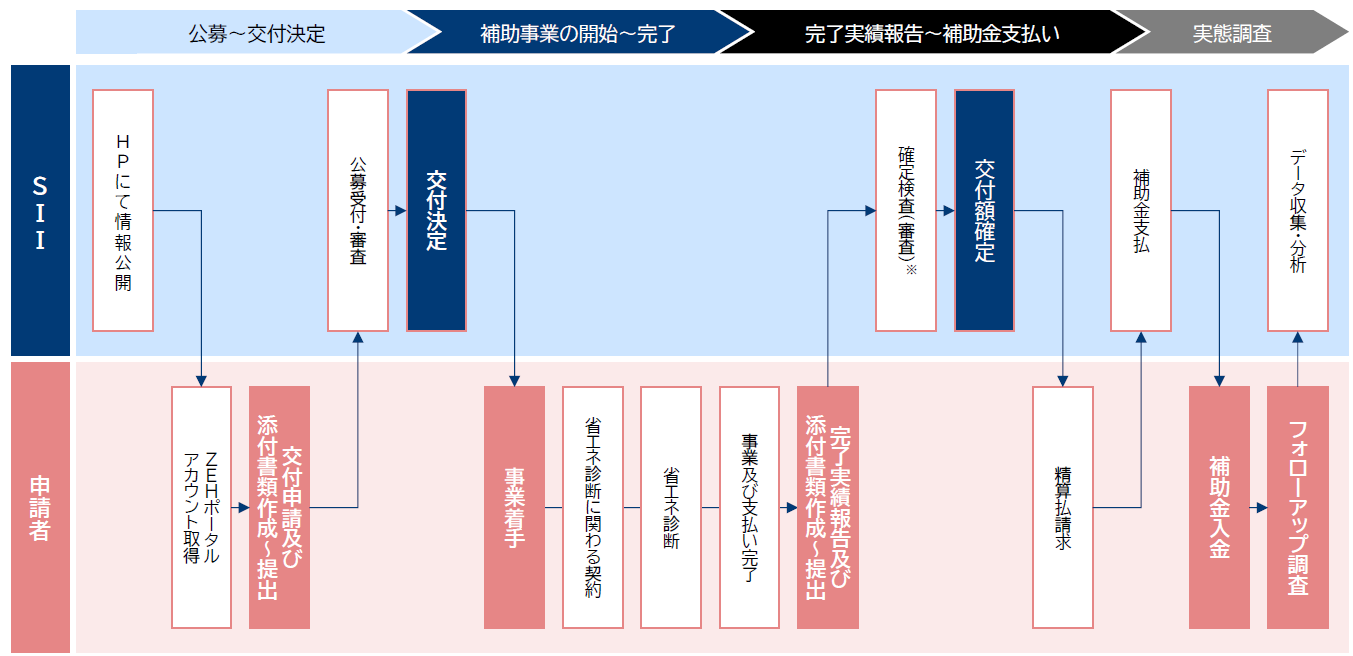 公募～交付決定
補助事業の開始～完了
完了実績報告～補助金支払い
実態調査
SII
HPにて情報公開
公募受付・審査
交付決定
確定検査（審査）※
交付額確定
補助金支払
データ収集・分析
申請者
ZEHポータル
アカウント取得
交付申請及び
添付書類作成～提出
事業着手
省エネ診断に関わる契約
省エネ診断
事業及び支払い完了
完了実績報告及び
添付書類作成～提出
精算払請求
補助金入金
フォローアップ調査